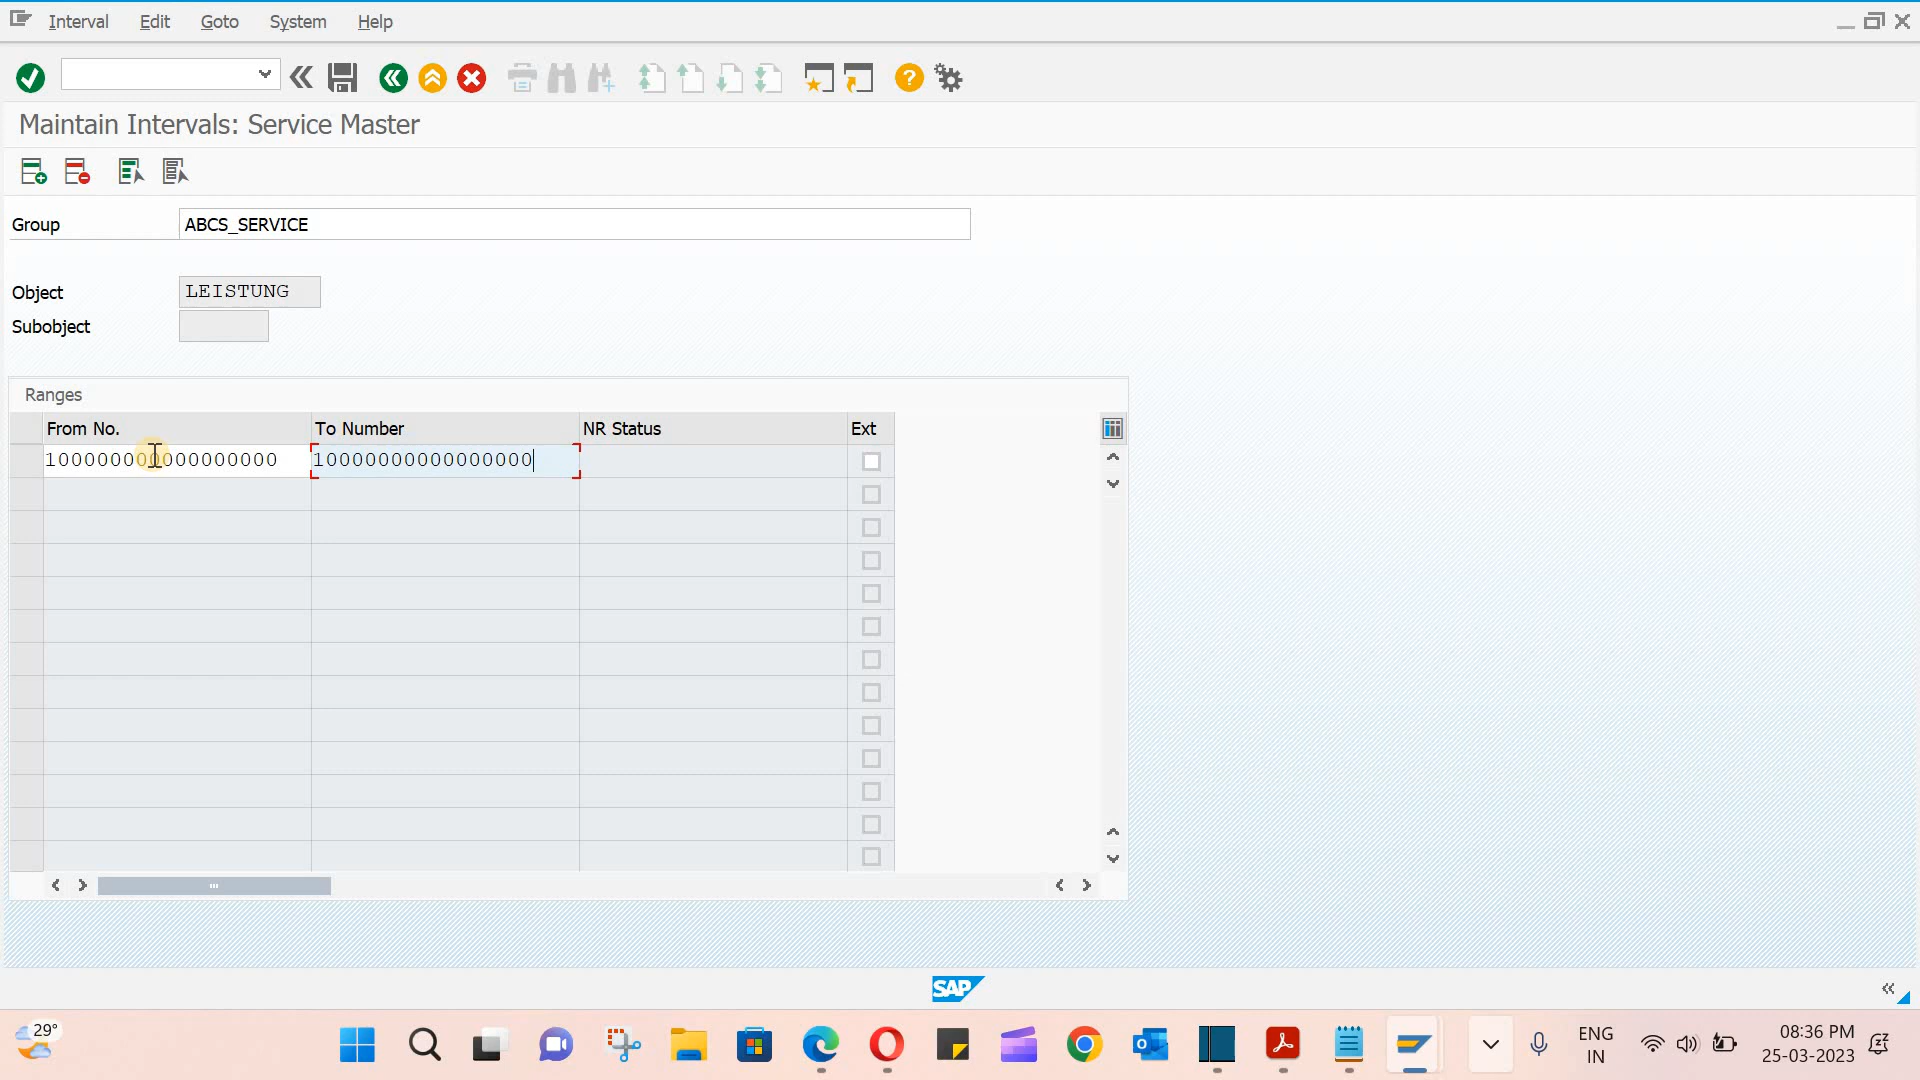 Interval Edit Goto System Help
Maintain Intervals: Service Master
Group ABCS_SERVICE
Object LEISTUNG
Subobject
Ranges
From No. To Number NR Status Ext
100000000000000000 10000000000000000
SAP
29°
ENG
IN
08:36 PM
25-03-2023